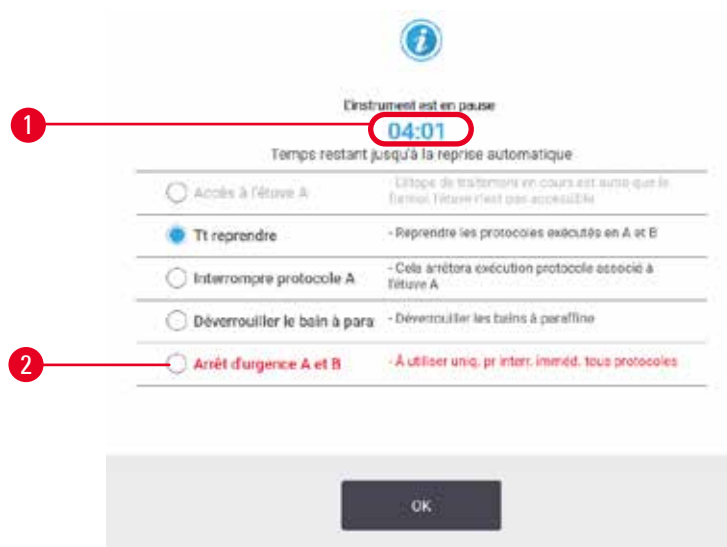 i
L'instrument est en pause
1
04:01
Temps restant jusqu'à la reprise automatique
Accès à l'étuve A
- L'étape de traitement en cours est autre que le
formol, l'étuve n'est pas accessible
Tt reprendre
- Reprendre les protocoles exécutés en A et B
Interrompre protocole A
- Cela arrêtera exécution protocole associé à
l'étuve A
Déverrouiller le bain à para
- Déverrouiller les bains à paraffine
2
Arrêt d'urgence A et B
- À utiliser uniq. pr interr. imméd. tous protocoles
OK